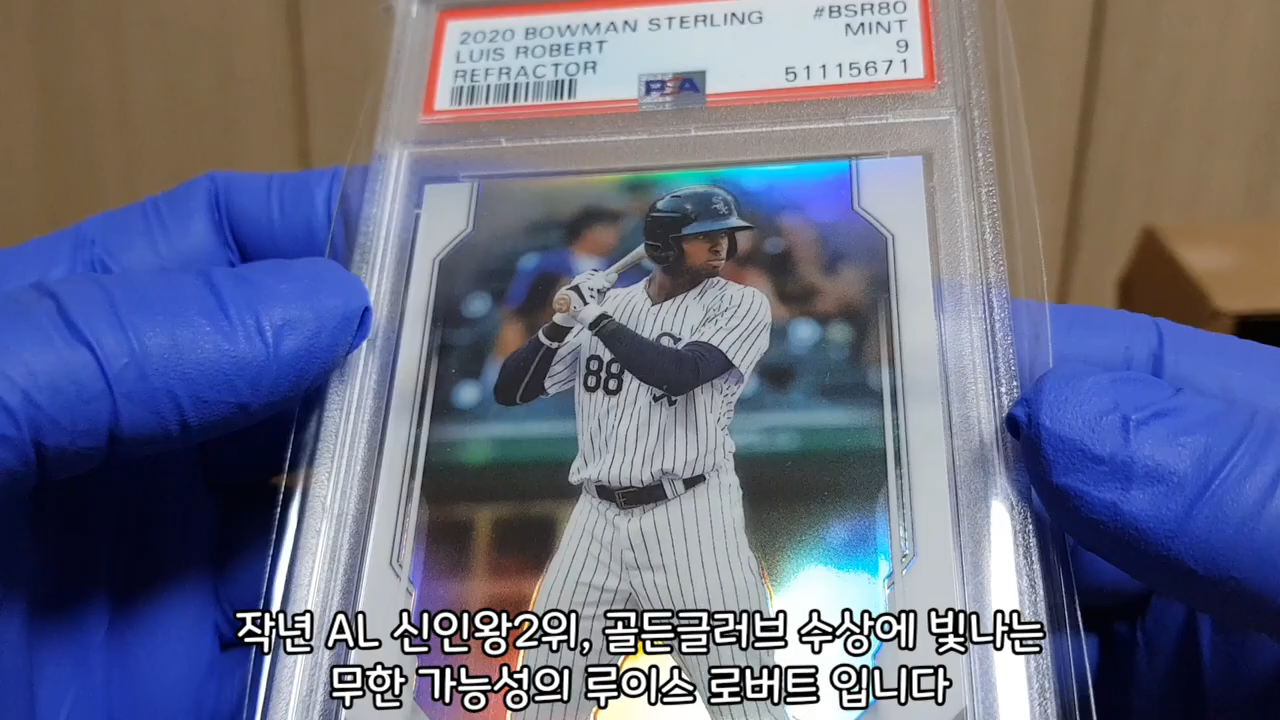 2020 BOWMAN STERLING #BSR80
LUIS ROBERT MINT
REFRACTOR 9
PSA 51115671
88
작년 AL 신인왕2위, 골든글러브 수상에 빛나는
무한 가능성의 루이스 로버트 입니다